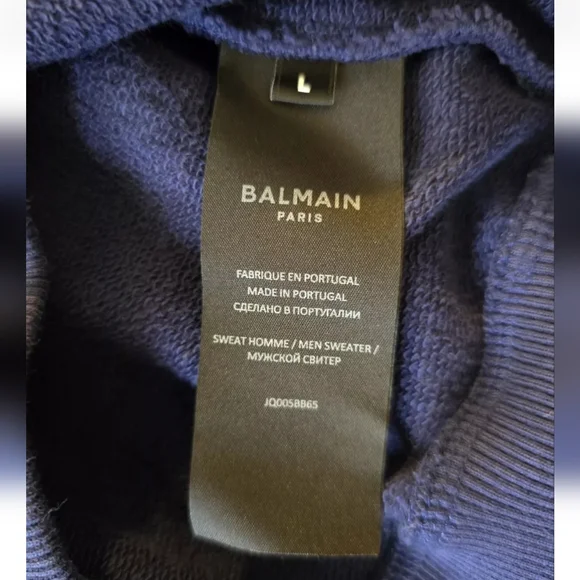 L
BALMAIN
PARIS
FABRIQUE EN PORTUGAL
MADE IN PORTUGAL
СДЕЛАНО В ПОРТУГАЛИИ
SWEAT HOMME / MEN SWEATER /
МУЖСКОЙ СВИТЕР
JQ005BB65